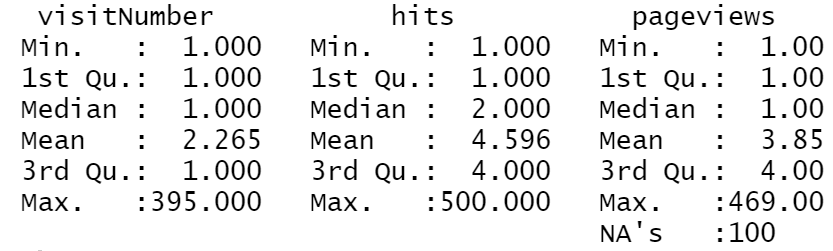 visitNumber hits pageviews
Min. : 1.000 Min. : 1.000 Min. : 1.00
1st Qu.: 1.000 1st Qu.: 1.000 1st Qu.: 1.00
Median : 1.000 Median : 2.000 Median : 1.00
Mean : 2.265 Mean : 4.596 Mean : 3.85
3rd Qu.: 1.000 3rd Qu.: 4.000 3rd Qu.: 4.00
Max. :395.000 Max. :500.000 Max. :469.00
NA's :100